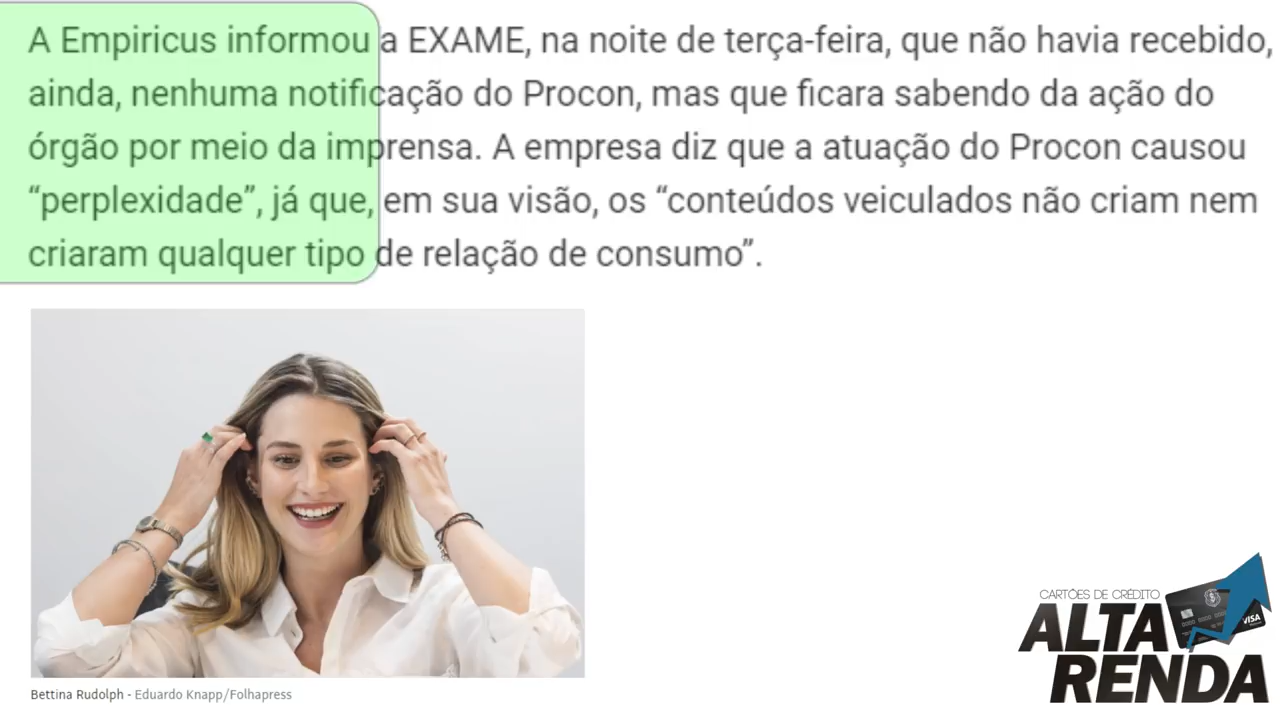 A Empiricus informou a EXAME, na noite de terça-feira, que não havia recebido,
ainda, nenhuma notificação do Procon, mas que ficara sabendo da ação do
órgão por meio da imprensa. A empresa diz que a atuação do Procon causou
“perplexidade”, já que, em sua visão, os “conteúdos veiculados não criam nem
criaram qualquer tipo de relação de consumo”.
Bettina Rudolph - Eduardo Knapp/Folhapress
CARTÕES DE CRÉDITO
ALTA
RENDA
VISA